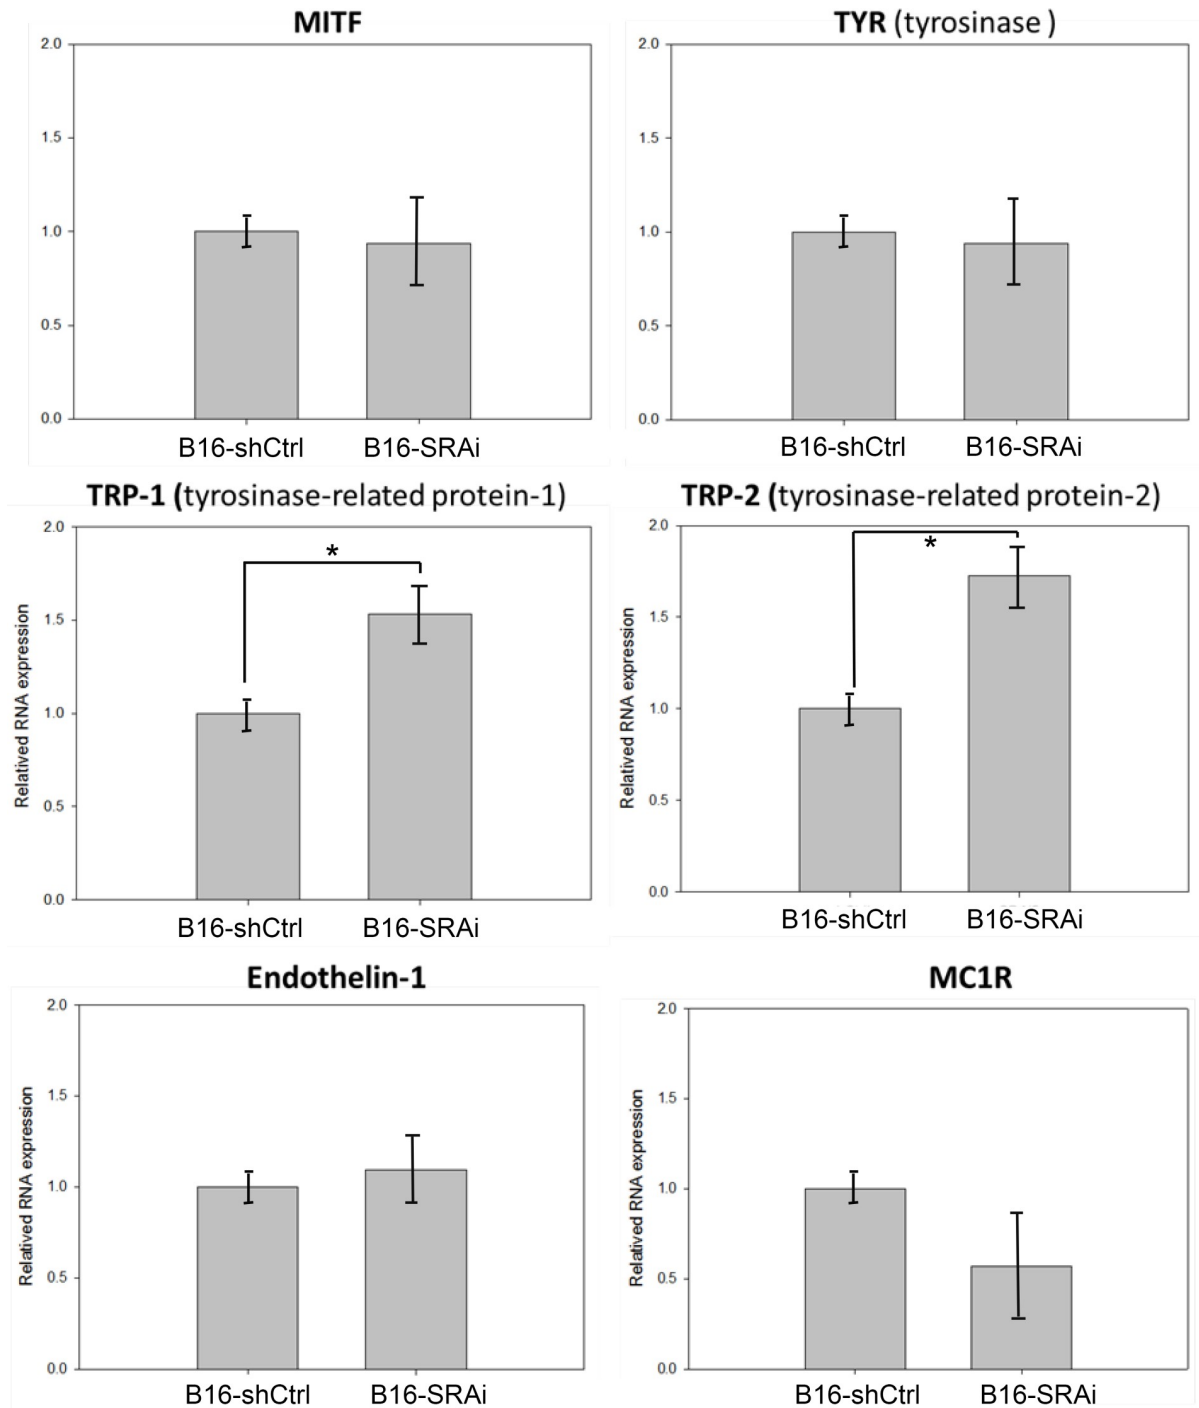 MITF
2.0
1.5
1.0
0.5
0.0
B16-shCtrl B16-SRAi
TYR (tyrosinase )
2.0
1.5
1.0
0.5
0.0
B16-shCtrl B16-SRAi
TRP-1 (tyrosinase-related protein-1)
Relatived RNA expression
2.0
1.5
1.0
0.5
0.0
*
B16-shCtrl B16-SRAi
TRP-2 (tyrosinase-related protein-2)
Relatived RNA expression
2.0
1.5
1.0
0.5
0.0
*
B16-shCtrl B16-SRAi
Endothelin-1
Relatived RNA expression
2.0
1.5
1.0
0.5
0.0
B16-shCtrl B16-SRAi
MC1R
Relatived RNA expression
2.0
1.5
1.0
0.5
0.0
B16-shCtrl B16-SRAi